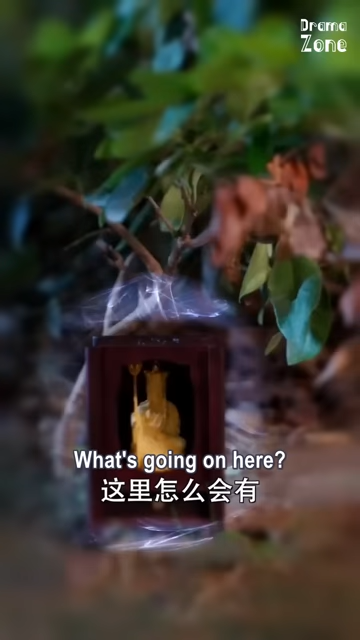 Drama
Zone
What's going on here?
这里怎么会有